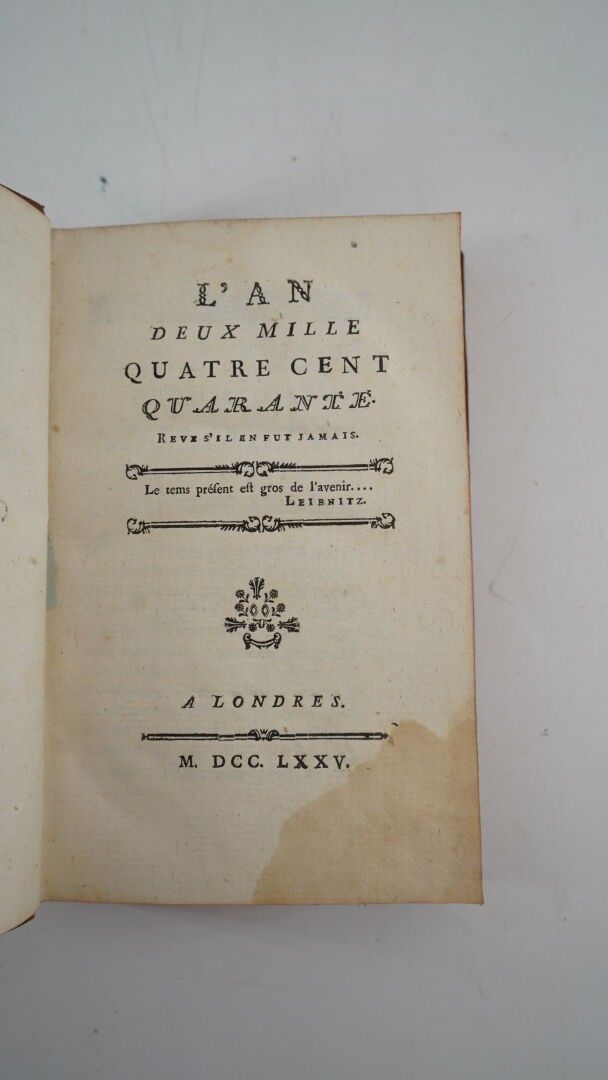 L'AN
DEUX MILLE
QUATRE CENT
QUARANTE.
REVE S'IL EN FUT JAMAIS.
Le tems préſent eſt gros de l'avenir....
LEIBNITZ.
A LONDRES.
M. DCC. LXXV.